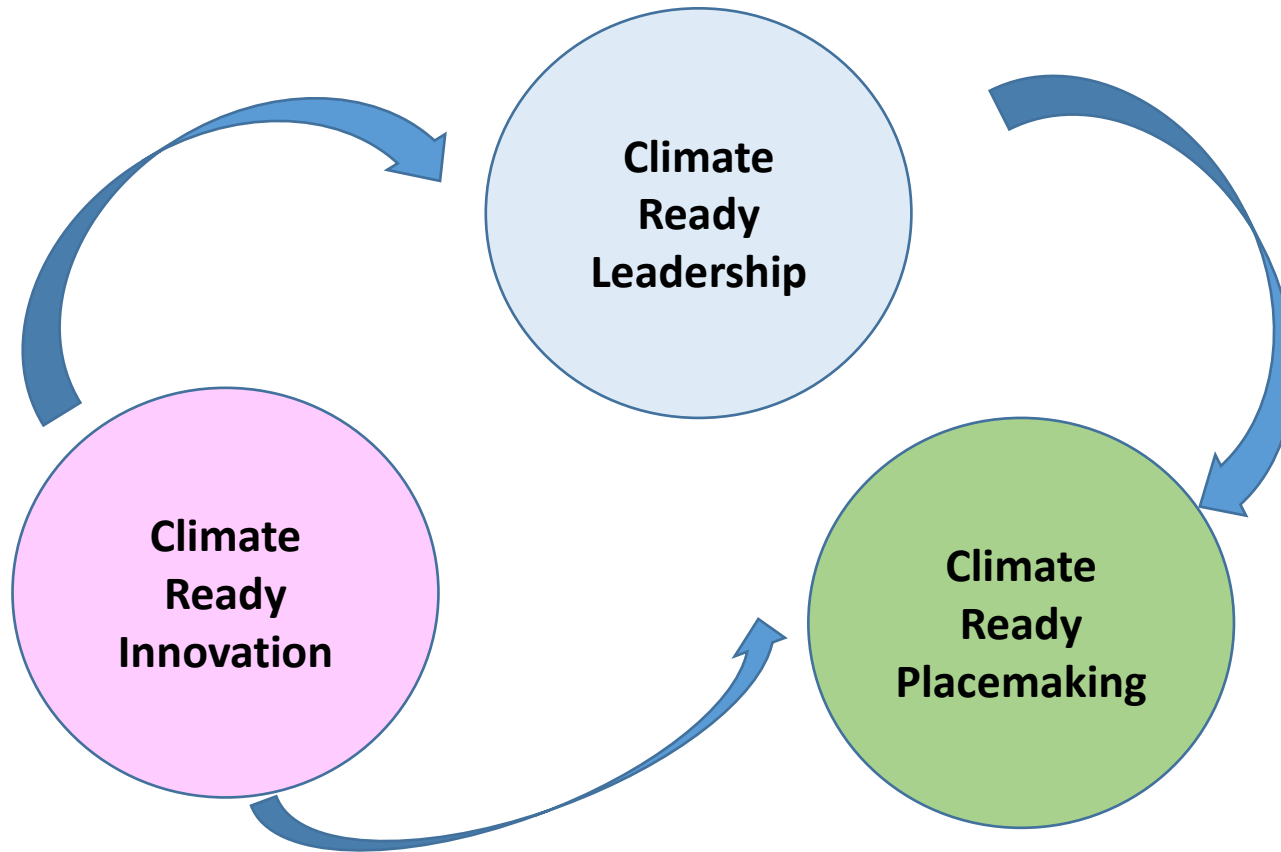 Climate
Ready
Leadership
Climate
Ready
Innovation
Climate
Ready
Placemaking